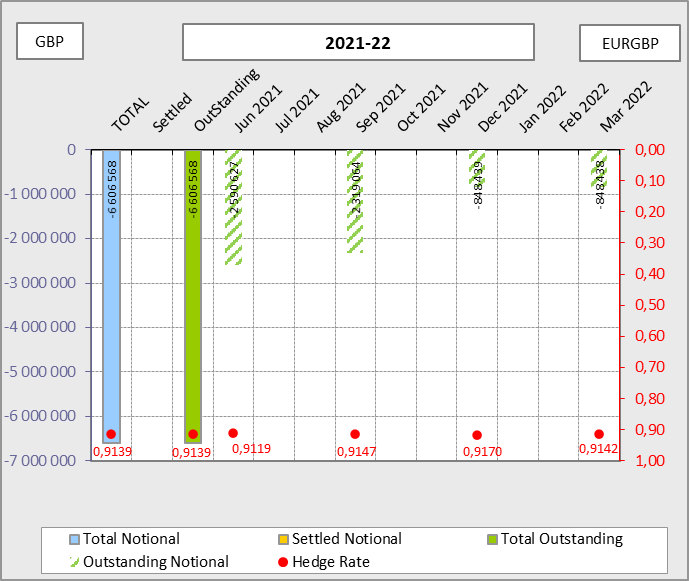 GBP
2021-22
EURGBP
TOTAL
Settled
OutStanding
Jun 2021
Jul 2021
Aug 2021
Sep 2021
Oct 2021
Nov 2021
Dec 2021
Jan 2022
Feb 2022
Mar 2022
0
-1 000 000
-2 000 000
-3 000 000
-4 000 000
-5 000 000
-6 000 000
-7 000 000
-6 606 568
-6 606 568
-2 590 627
-2 319 064
-848 439
-848 438
0,9139
0,9139
0,9119
0,9147
0,9170
0,9142
0,00
0,10
0,20
0,30
0,40
0,50
0,60
0,70
0,80
0,90
1,00
Total Notional
Settled Notional
Total Outstanding
Outstanding Notional
Hedge Rate